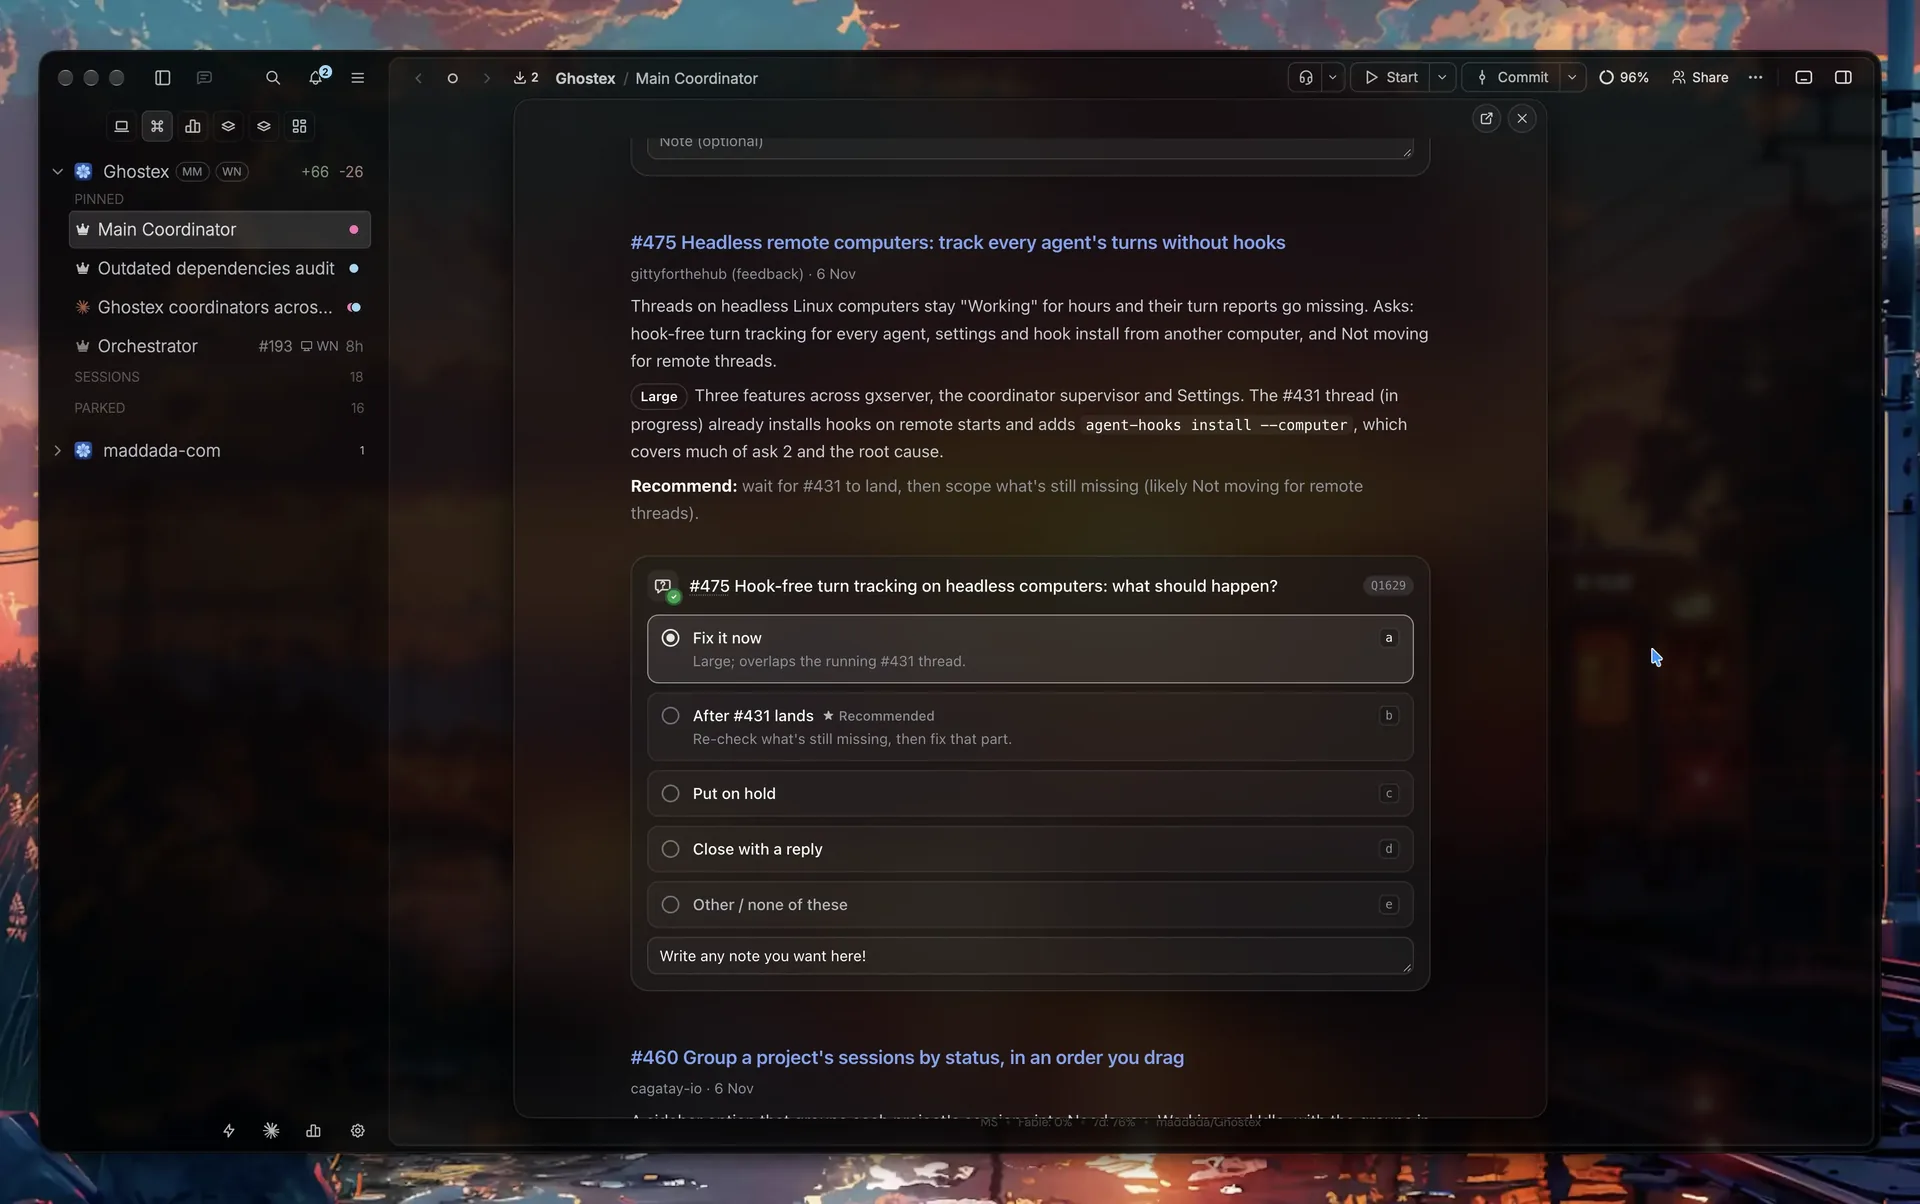 2
2
Ghostex / Main Coordinator
Start
Commit
96%
Share
Ghostex MM WN +66 -26
PINNED
Main Coordinator
Outdated dependencies audit
Ghostex coordinators acros...
Orchestrator #193 WN 8h
SESSIONS 18
PARKED 16
maddada-com 1
Note (optional)
#475 Headless remote computers: track every agent's turns without hooks
gittyforthehub (feedback) · 6 Nov
Threads on headless Linux computers stay "Working" for hours and their turn reports go missing. Asks:
hook-free turn tracking for every agent, settings and hook install from another computer, and Not moving
for remote threads.
Large Three features across gxserver, the coordinator supervisor and Settings. The #431 thread (in
progress) already installs hooks on remote starts and adds agent-hooks install --computer, which
covers much of ask 2 and the root cause.
Recommend: wait for #431 to land, then scope what's still missing (likely Not moving for remote
threads).
#475 Hook-free turn tracking on headless computers: what should happen? Q1629
Fix it now a
Large; overlaps the running #431 thread.
After #431 lands ★ Recommended b
Re-check what's still missing, then fix that part.
Put on hold c
Close with a reply d
Other / none of these e
Write any note you want here!
#460 Group a project's sessions by status, in an order you drag
cagatay-io · 6 Nov
MS · Fable: 0% · 7d: 76% · maddada/Ghostex